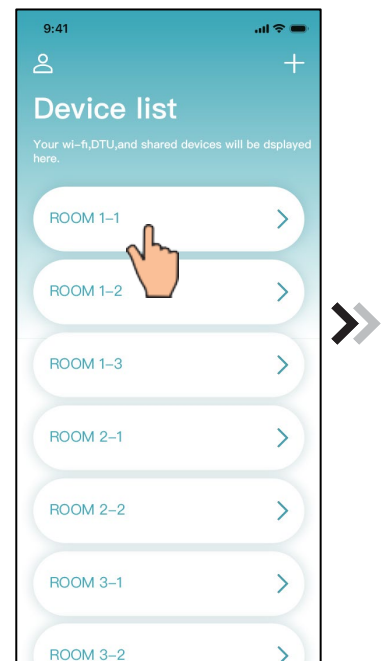 9:41
Device list
Your wi-fi,DTU,and shared devices will be dsplayed
here.
ROOM 1-1
ROOM 1-2
ROOM 1-3
ROOM 2-1
ROOM 2-2
ROOM 3-1
ROOM 3-2